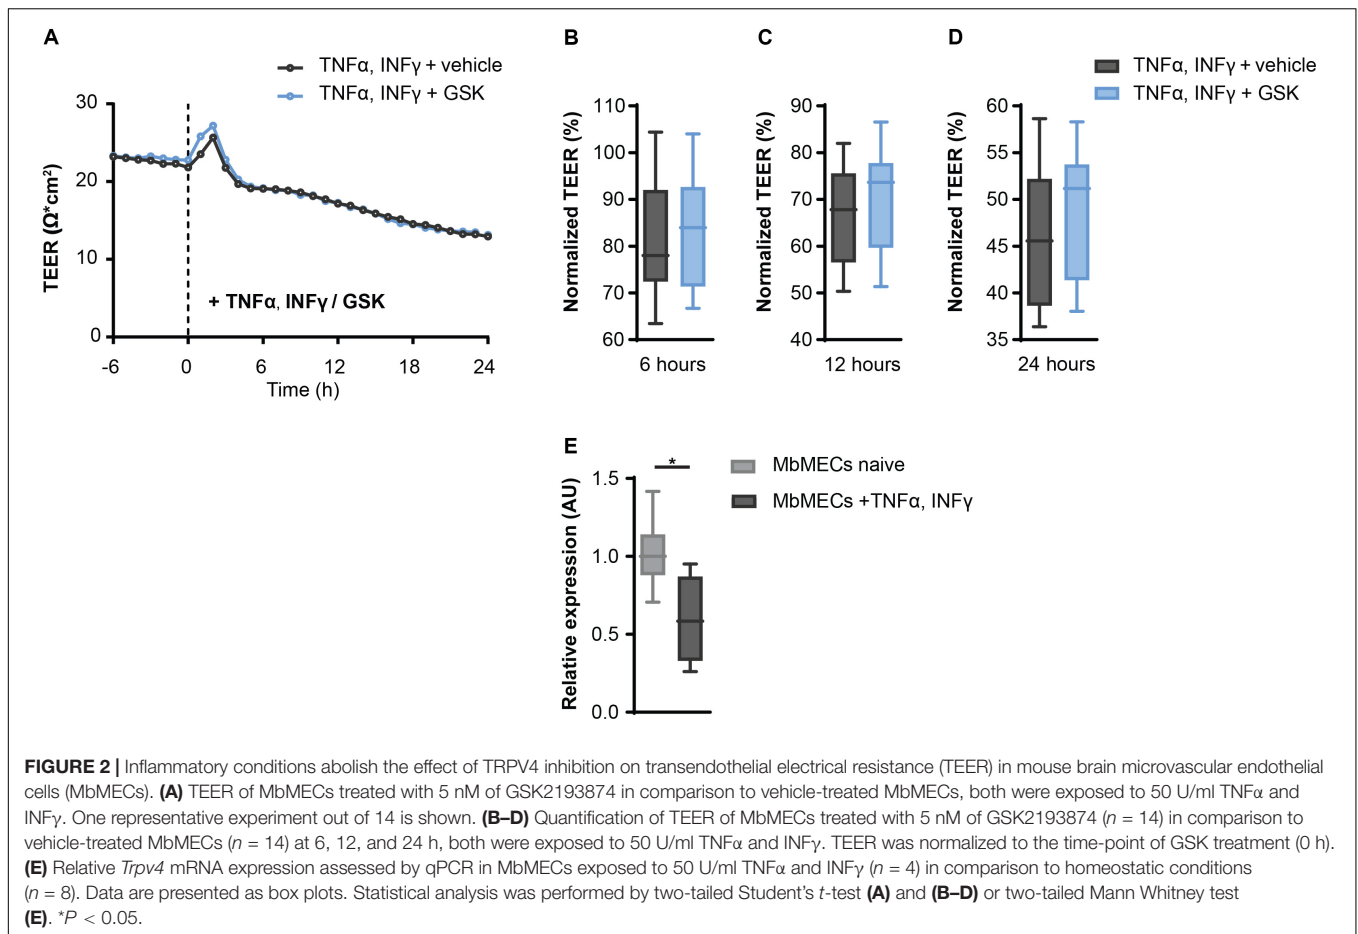 A
TNFα, INFγ + vehicle
TNFα, INFγ + GSK
TEER (Ω*cm²)
30
20
10
0
+ TNFα, INFγ / GSK
-6
0
6
12
18
24
Time (h)
B
Normalized TEER (%)
110
100
90
80
70
60
6 hours
C
Normalized TEER (%)
90
80
70
60
50
40
12 hours
D
TNFα, INFγ + vehicle
TNFα, INFγ + GSK
Normalized TEER (%)
60
55
50
45
40
35
24 hours
E
MbMECs naive
MbMECs +TNFα, INFγ
*
Relative expression (AU)
1.5
1.0
0.5
0.0
FIGURE 2 | Inflammatory conditions abolish the effect of TRPV4 inhibition on transendothelial electrical resistance (TEER) in mouse brain microvascular endothelial
cells (MbMECs). (A) TEER of MbMECs treated with 5 nM of GSK2193874 in comparison to vehicle-treated MbMECs, both were exposed to 50 U/ml TNFα and
INFγ. One representative experiment out of 14 is shown. (B–D) Quantification of TEER of MbMECs treated with 5 nM of GSK2193874 (n = 14) in comparison to
vehicle-treated MbMECs (n = 14) at 6, 12, and 24 h, both were exposed to 50 U/ml TNFα and INFγ. TEER was normalized to the time-point of GSK treatment (0 h).
(E) Relative Trpv4 mRNA expression assessed by qPCR in MbMECs exposed to 50 U/ml TNFα and INFγ (n = 4) in comparison to homeostatic conditions
(n = 8). Data are presented as box plots. Statistical analysis was performed by two-tailed Student's t-test (A) and (B–D) or two-tailed Mann Whitney test
(E). *P < 0.05.